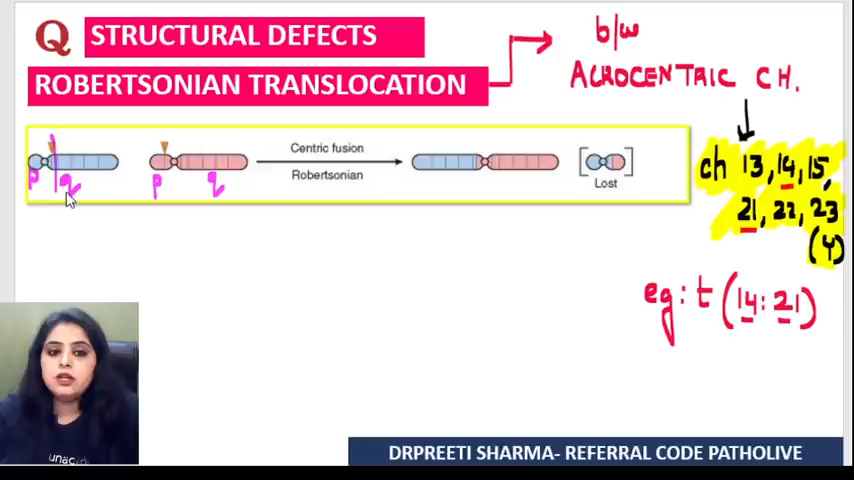 Q STRUCTURAL DEFECTS
ROBERTSONIAN TRANSLOCATION
b/w
ACROCENTRIC CH.
ch 13, 14, 15,
21, 22, 23
(Y)
Centric fusion
Robertsonian
Lost
p q p q
eg: t (14:21)
unac
DRPREETI SHARMA- REFERRAL CODE PATHOLIVE